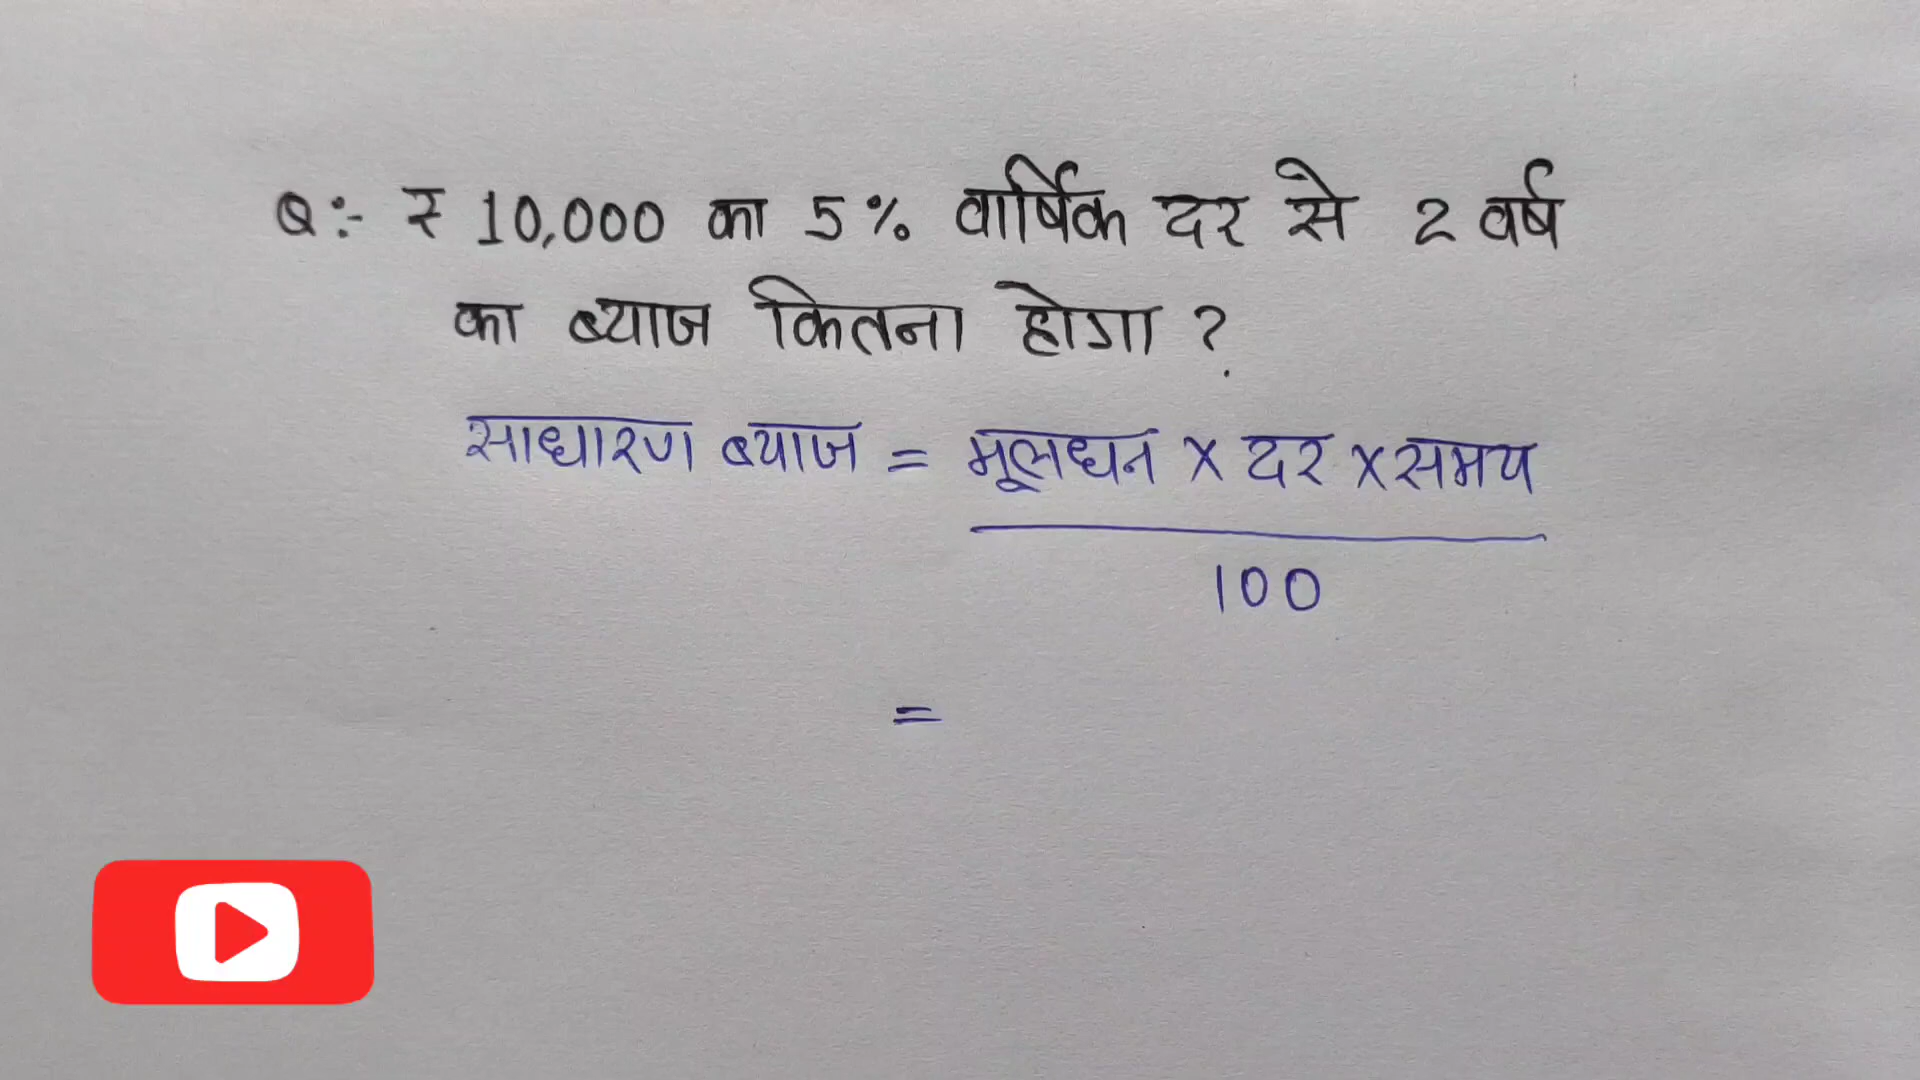 Q:- ₹ 10,000 का 5% वार्षिक दर से 2 वर्ष
का ब्याज कितना होगा ?
साधारण ब्याज = मूलधन x दर x समय
100
=